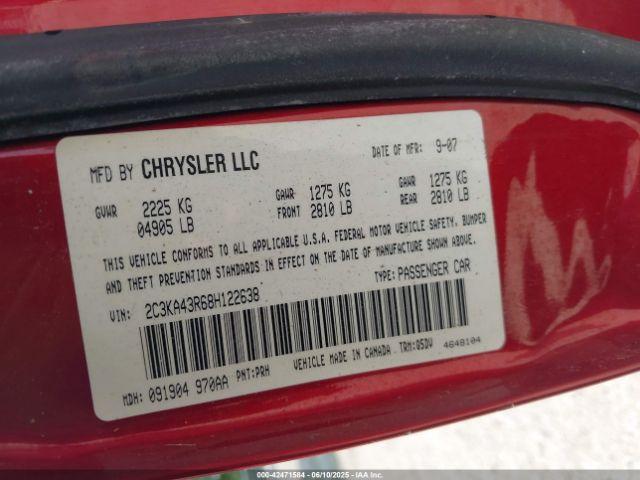 MFD BY CHRYSLER LLC
DATE OF MFR: 9-07
GVWR 2225 KG 04905 LB
GAWR FRONT 1275 KG 2810 LB
GAWR REAR 1275 KG 2810 LB
THIS VEHICLE CONFORMS TO ALL APPLICABLE U.S.A. FEDERAL MOTOR VEHICLE SAFETY, BUMPER
AND THEFT PREVENTION STANDARDS IN EFFECT ON THE DATE OF MANUFACTURE SHOWN ABOVE.
VIN: 2C3KA43R68H122638 TYPE: PASSENGER CAR
VEHICLE MADE IN CANADA TRM:G5DV 4648104
MDH: 091904 970AA PNT:PRH
000-42471584 | 06/10/2025 | IAA Inc.